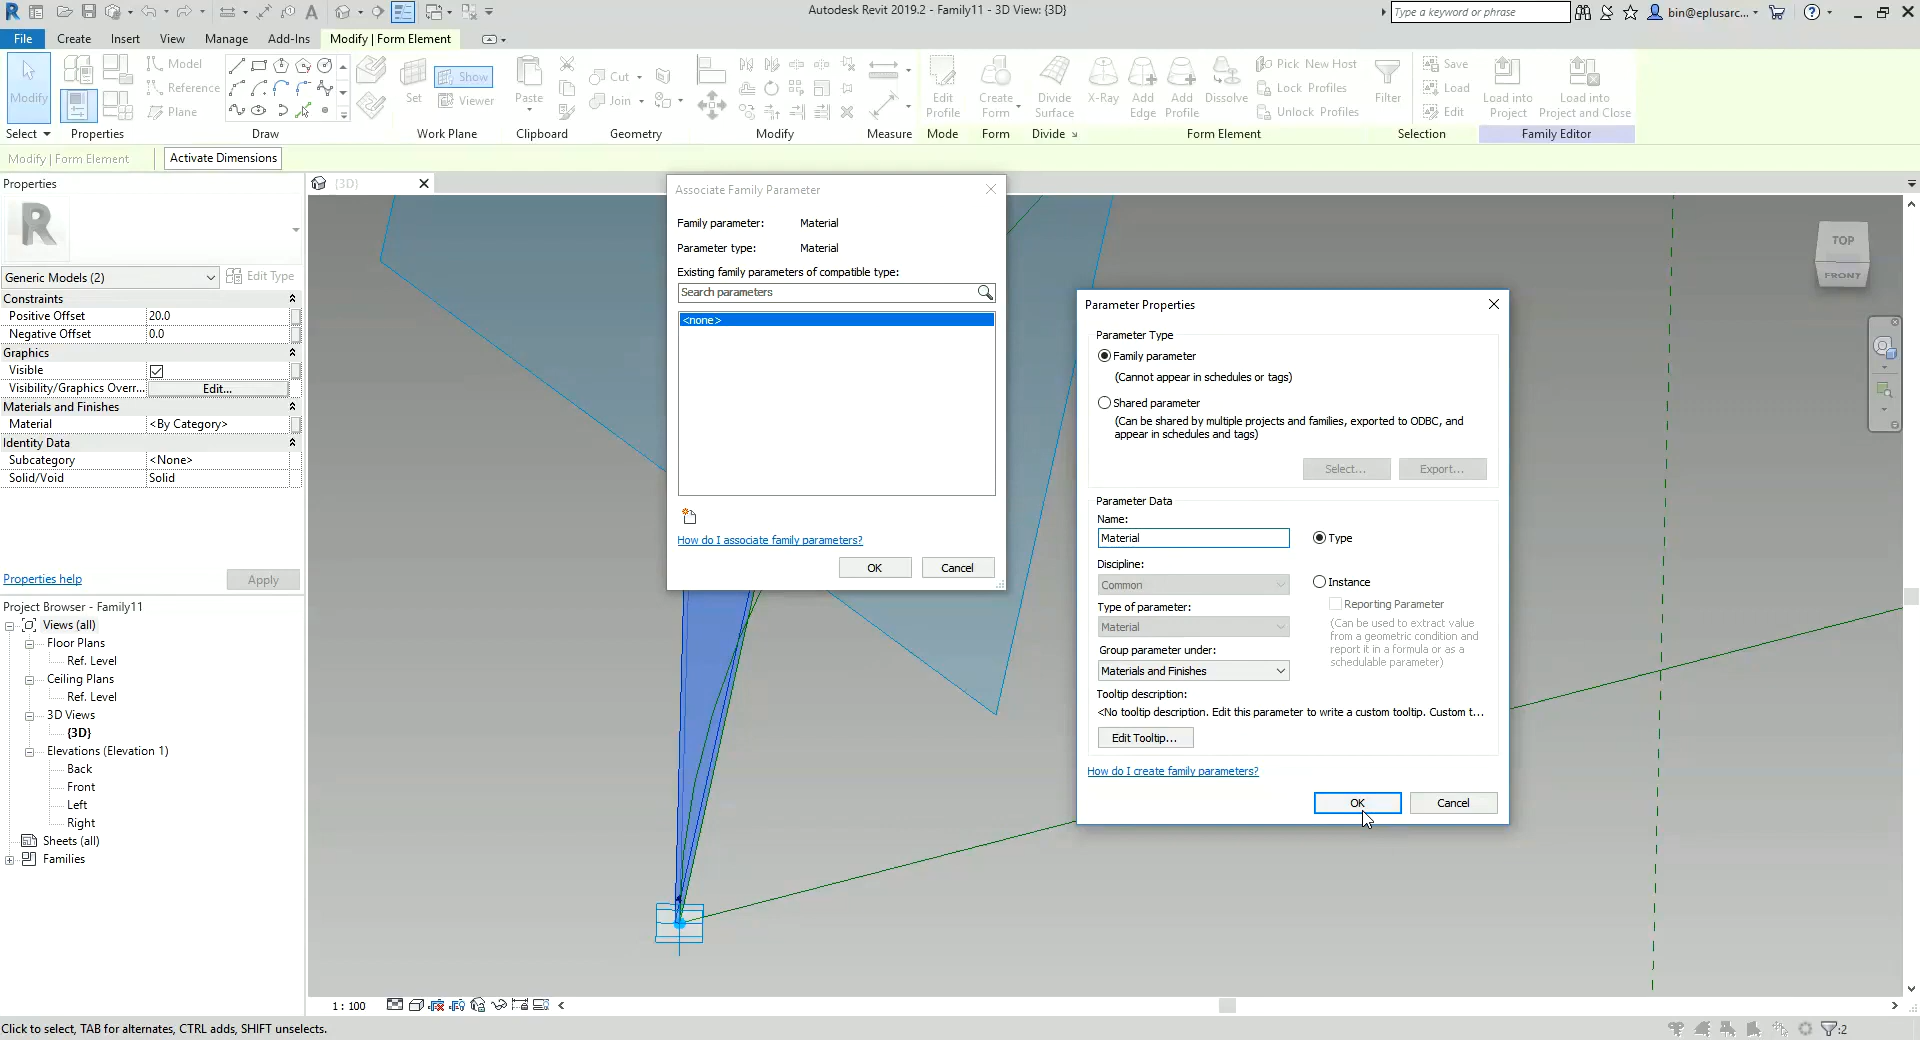 Autodesk Revit 2019.2 - Family11 - 3D View: {3D}
Type a keyword or phrase
bin@eplusarc...
File
Create
Insert
View
Manage
Add-Ins
Modify | Form Element
Modify
Model
Reference
Plane
Set
Show
Viewer
Paste
Cut
Join
Edit Profile
Create Form
Divide Surface
X-Ray
Add Edge
Add Profile
Dissolve
Pick New Host
Lock Profiles
Unlock Profiles
Filter
Save
Load
Edit
Load into Project
Load into Project and Close
Select
Properties
Draw
Work Plane
Clipboard
Geometry
Modify
Measure
Mode
Form
Divide
Form Element
Selection
Family Editor
Modify | Form Element
Activate Dimensions
Properties
R
Generic Models (2)
Edit Type
Constraints
Positive Offset 20.0
Negative Offset 0.0
Graphics
Visible
Visibility/Graphics Overr... Edit...
Materials and Finishes
Material <By Category>
Identity Data
Subcategory <None>
Solid/Void Solid
Properties help
Apply
Project Browser - Family11
Views (all)
Floor Plans
Ref. Level
Ceiling Plans
Ref. Level
3D Views
{3D}
Elevations (Elevation 1)
Back
Front
Left
Right
Sheets (all)
Families
{3D}
Associate Family Parameter
Family parameter: Material
Parameter type: Material
Existing family parameters of compatible type:
Search parameters
<none>
How do I associate family parameters?
OK
Cancel
TOP
FRONT
Parameter Properties
Parameter Type
Family parameter
(Cannot appear in schedules or tags)
Shared parameter
(Can be shared by multiple projects and families, exported to ODBC, and
appear in schedules and tags)
Select...
Export...
Parameter Data
Name:
Material
Type
Discipline:
Common
Instance
Reporting Parameter
(Can be used to extract value
from a geometric condition and
report it in a formula or as a
schedulable parameter)
Type of parameter:
Material
Group parameter under:
Materials and Finishes
Tooltip description:
<No tooltip description. Edit this parameter to write a custom tooltip. Custom t...
Edit Tooltip...
How do I create family parameters?
OK
Cancel
1 : 100
Click to select, TAB for alternates, CTRL adds, SHIFT unselects.
:2